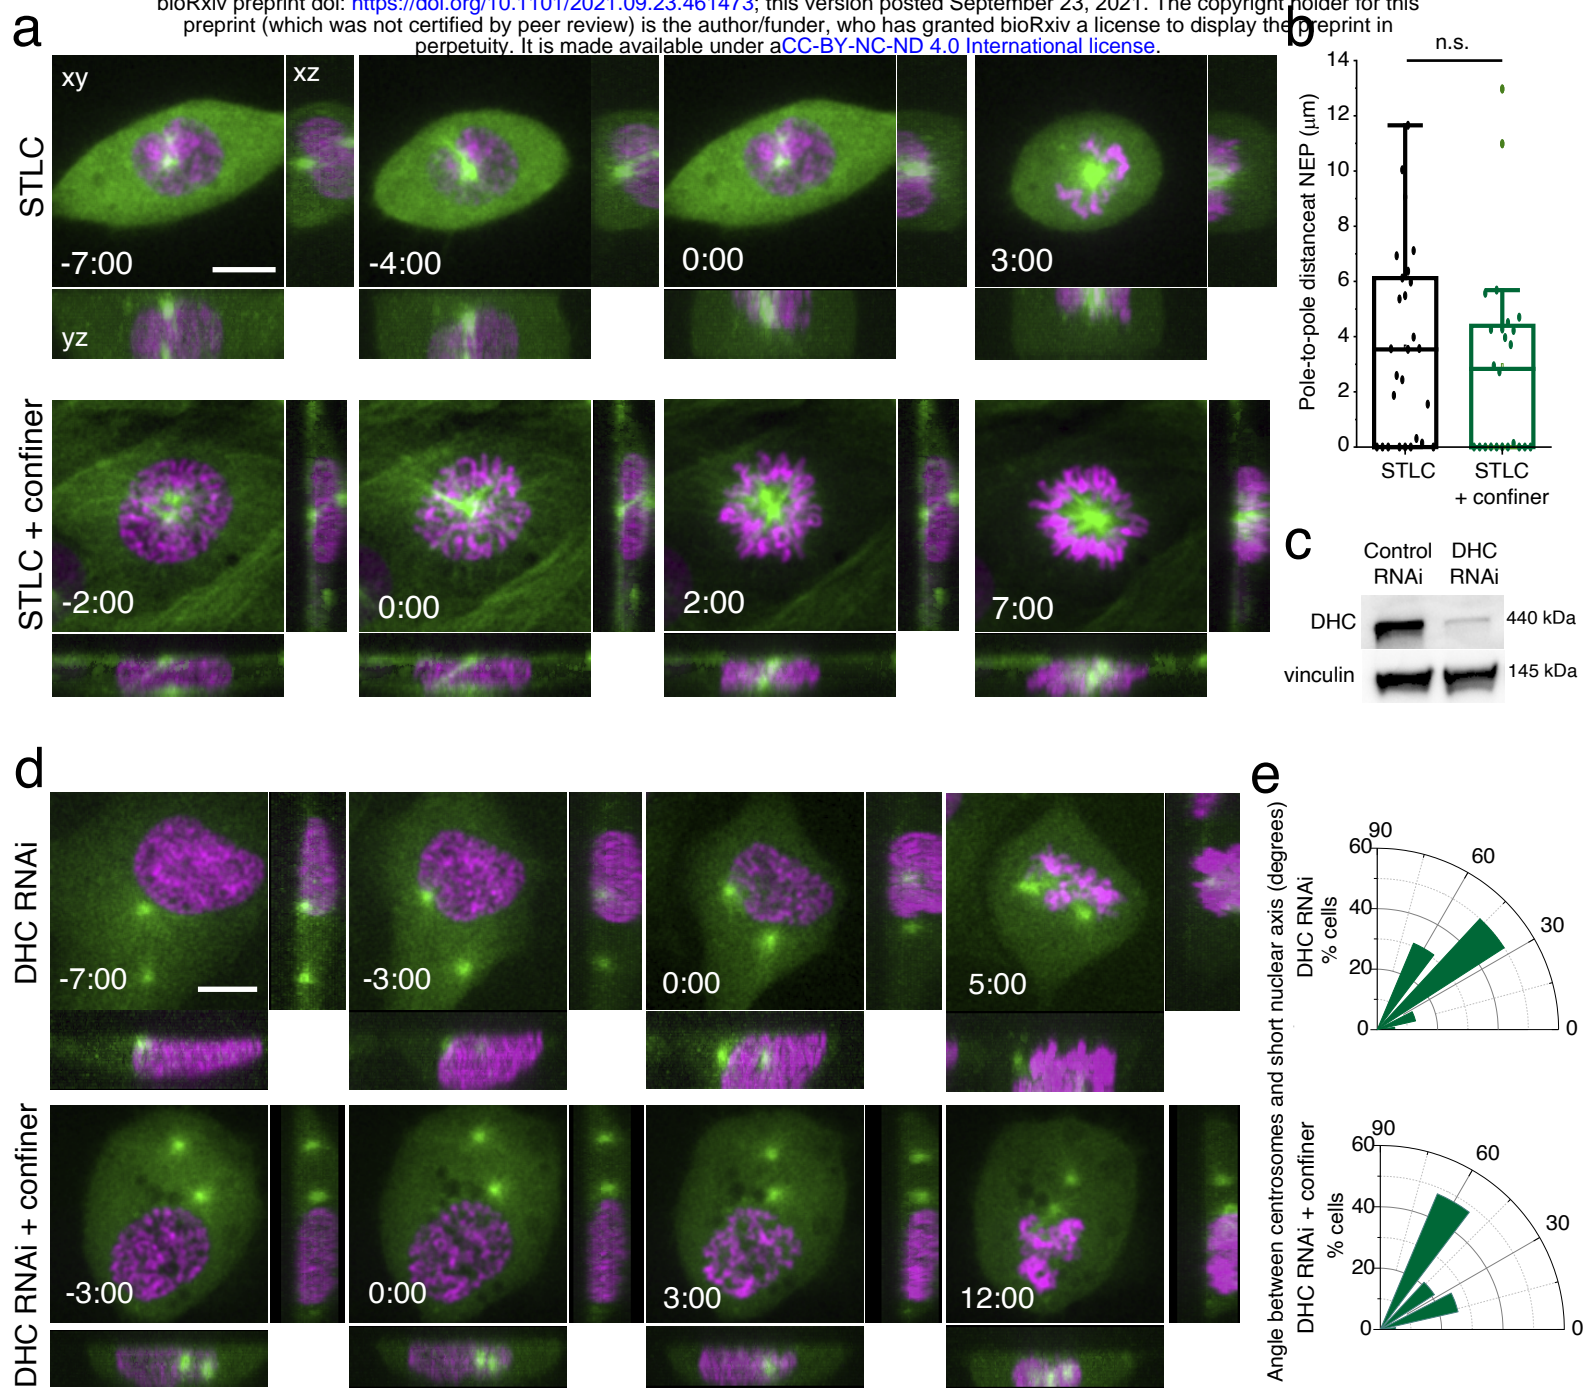 bioRxiv preprint doi: https://doi.org/10.1101/2021.09.23.461473; this version posted September 23, 2021. The copyright holder for this
preprint (which was not certified by peer review) is the author/funder, who has granted bioRxiv a license to display the preprint in
perpetuity. It is made available under aCC-BY-NC-ND 4.0 International license.
a
STLC
xy
xz
yz
-7:00
-4:00
0:00
3:00
STLC + confiner
-2:00
0:00
2:00
7:00
b
n.s.
Pole-to-pole distanceat NEP (μm)
14
12
10
8
6
4
2
0
STLC
STLC
+ confiner
c
Control
RNAi
DHC
RNAi
DHC
440 kDa
vinculin
145 kDa
d
DHC RNAi
-7:00
-3:00
0:00
5:00
DHC RNAi + confiner
-3:00
0:00
3:00
12:00
e
Angle between centrosomes and short nuclear axis (degrees)
DHC RNAi
% cells
60
40
20
0
90
60
30
0
DHC RNAi + confiner
% cells
60
40
20
0
90
60
30
0